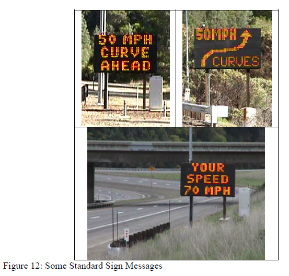 50 MPH
CURVE
AHEAD
50MPH
CURVES
YOUR
SPEED
70 MPH
Figure 12: Some Standard Sign Messages